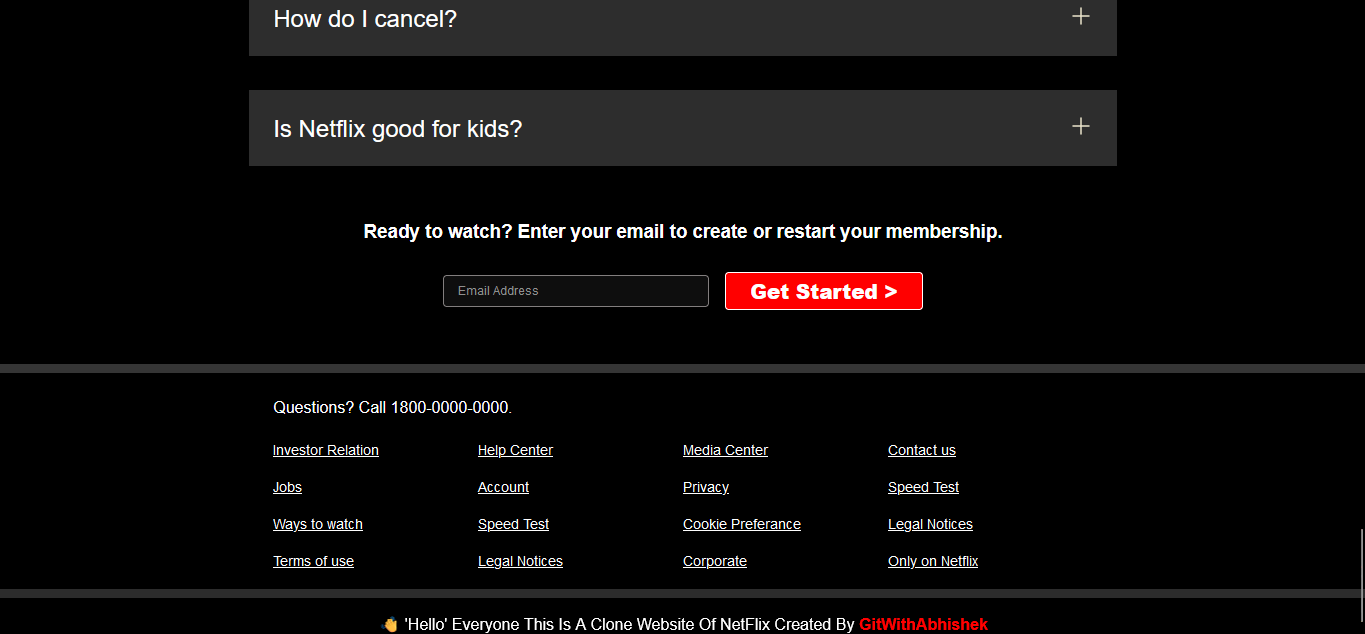 How do I cancel?
Is Netflix good for kids?
Ready to watch? Enter your email to create or restart your membership.
Email Address Get Started >
Questions? Call 1800-0000-0000.
Investor Relation Help Center Media Center Contact us
Jobs Account Privacy Speed Test
Ways to watch Speed Test Cookie Preferance Legal Notices
Terms of use Legal Notices Corporate Only on Netflix
👋 'Hello' Everyone This Is A Clone Website Of NetFlix Created By GitWithAbhishek